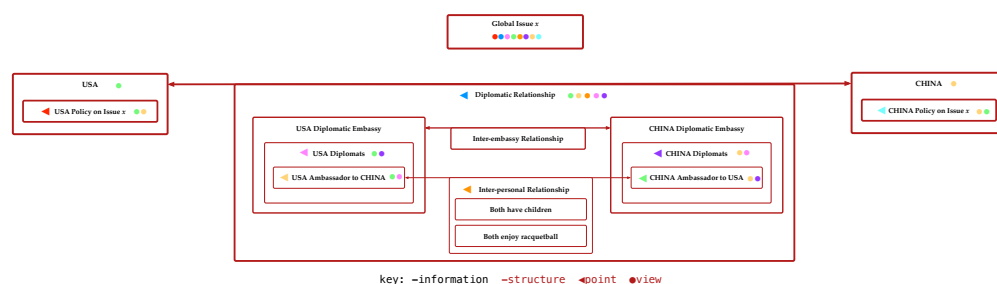 Global Issue x
USA
CHINA
USA Policy on Issue x
Diplomatic Relationship
CHINA Policy on Issue x
USA Diplomatic Embassy
Inter-embassy Relationship
CHINA Diplomatic Embassy
USA Diplomats
CHINA Diplomats
USA Ambassador to CHINA
CHINA Ambassador to USA
Inter-personal Relationship
Both have children
Both enjoy racquetball
key: −information −structure ◀point ●view